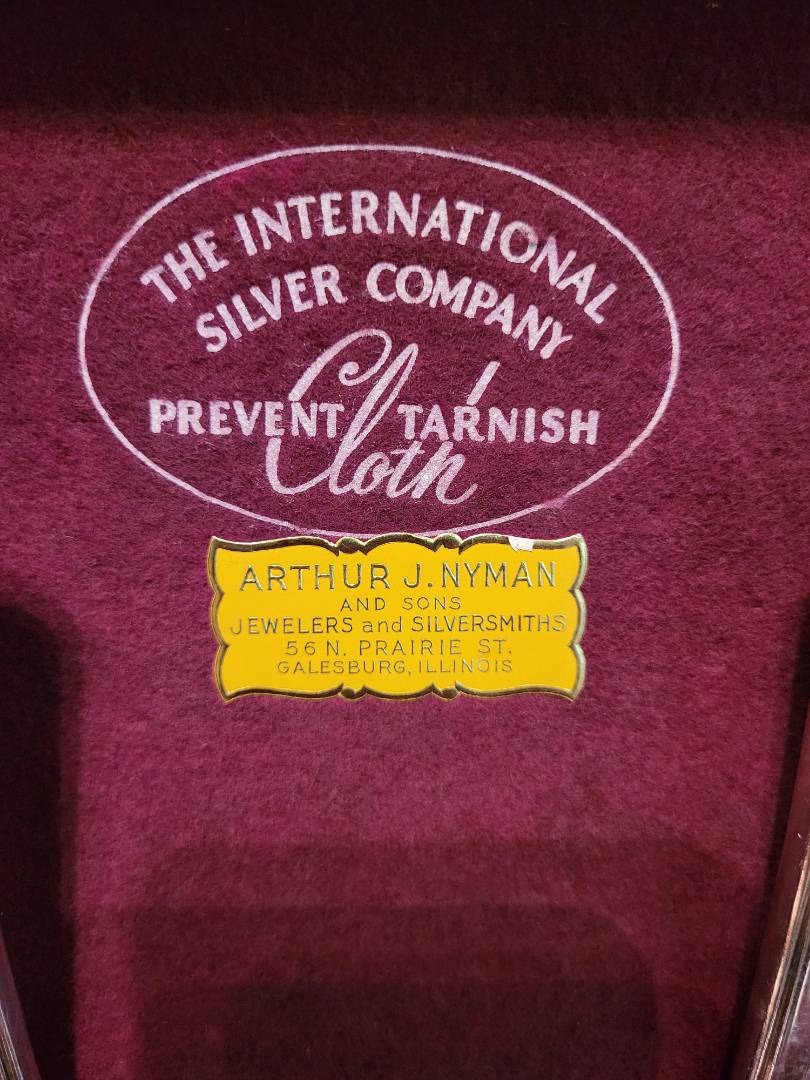 THE INTERNATIONAL
SILVER COMPANY
PREVENT TARNISH
Cloth
ARTHUR J. NYMAN
AND SONS
JEWELERS and SILVERSMITHS
56 N. PRAIRIE ST.
GALESBURG, ILLINOIS